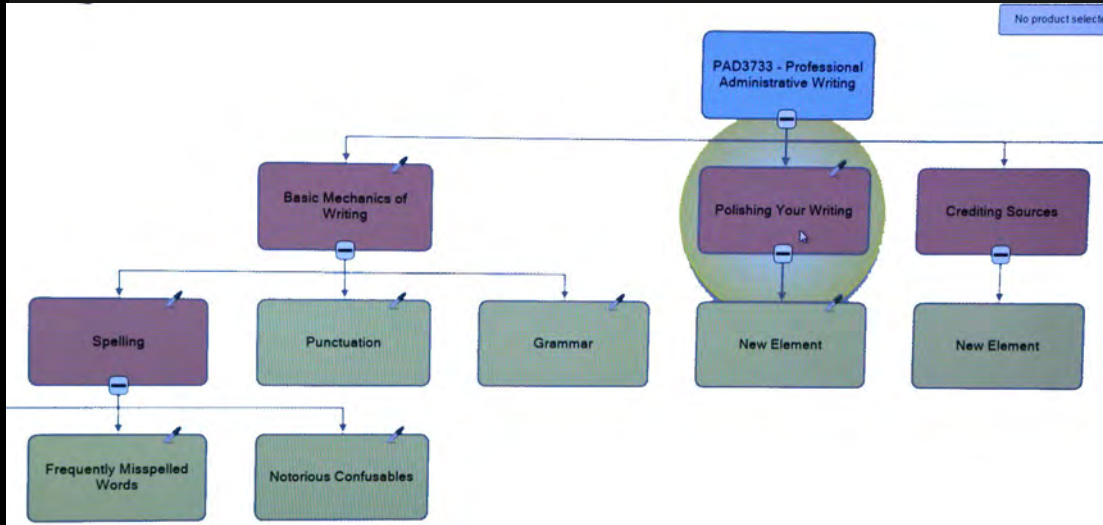 No product selecte
PAD3733 - Professional
Administrative Writing
Basic Mechanics of
Writing
Polishing Your Writing
Crediting Sources
Spelling
Punctuation
Grammar
New Element
New Element
Frequently Misspelled
Words
Notorious Confusables